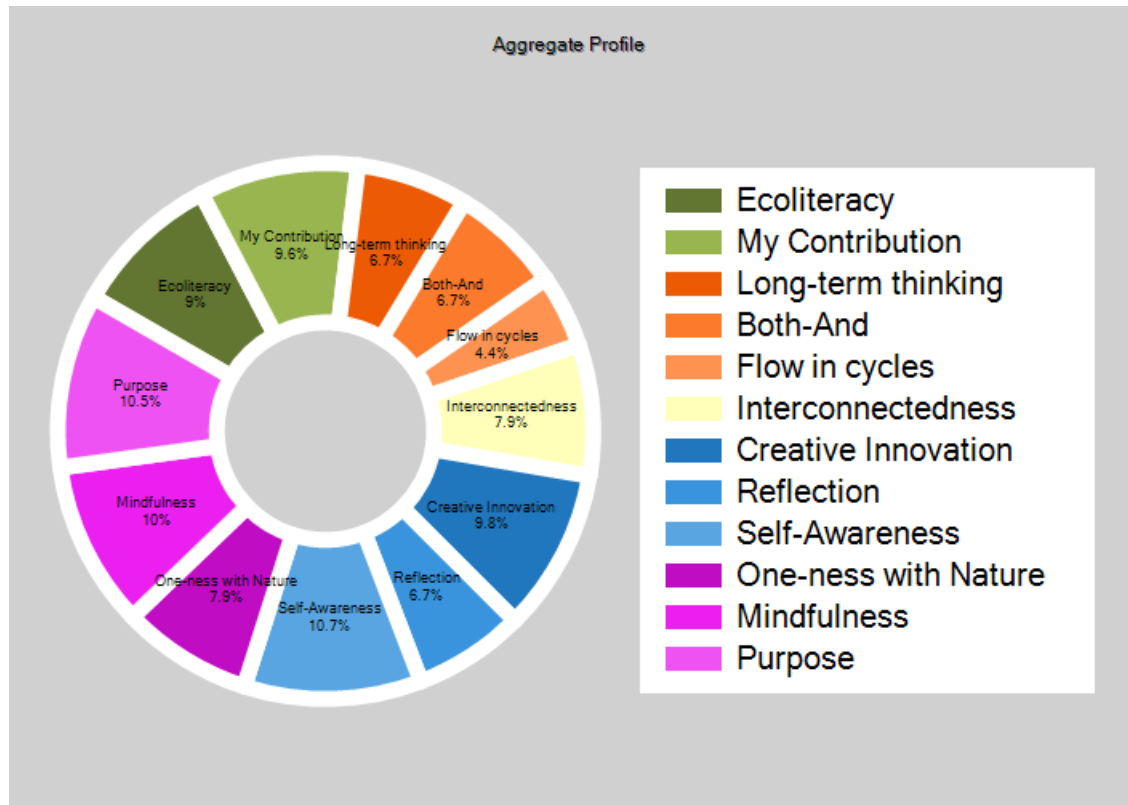 Aggregate Profile
My Contribution
9.6%
Long-term thinking
6.7%
Both-And
6.7%
Flow in cycles
4.4%
Interconnectedness
7.9%
Creative Innovation
9.8%
Reflection
6.7%
Self-Awareness
10.7%
One-ness with Nature
7.9%
Mindfulness
10%
Purpose
10.5%
Ecoliteracy
9%
Ecoliteracy
My Contribution
Long-term thinking
Both-And
Flow in cycles
Interconnectedness
Creative Innovation
Reflection
Self-Awareness
One-ness with Nature
Mindfulness
Purpose